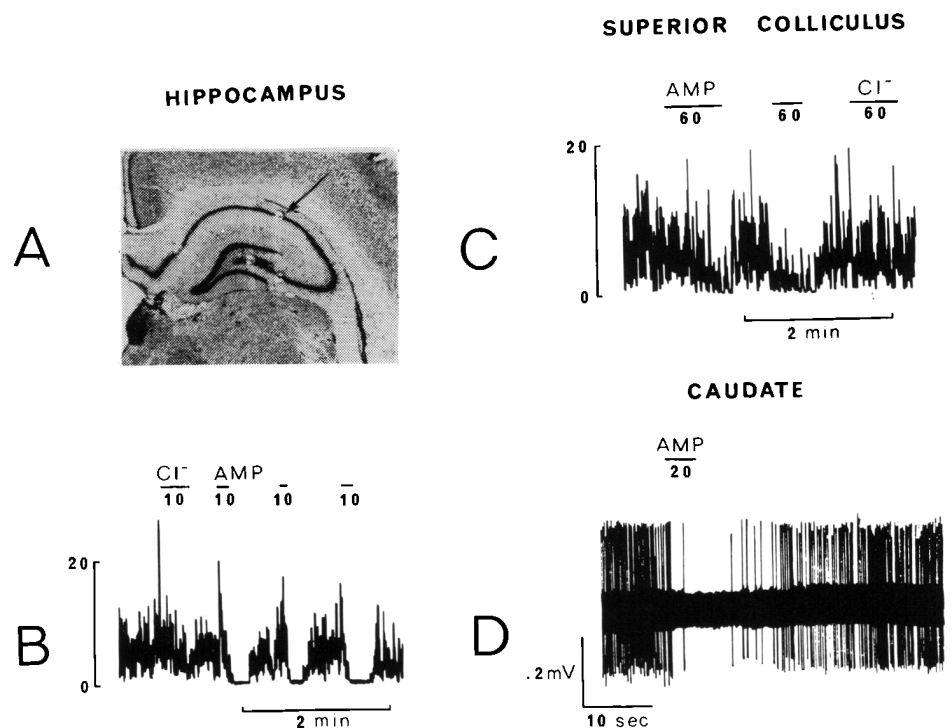 HIPPOCAMPUS
A
Cl⁻ AMP
10 10 10 10
20
0
B
2 min
SUPERIOR COLLICULUS
AMP Cl⁻
60 60 60
20
0
C
2 min
CAUDATE
AMP
20
D
.2mV
10 sec